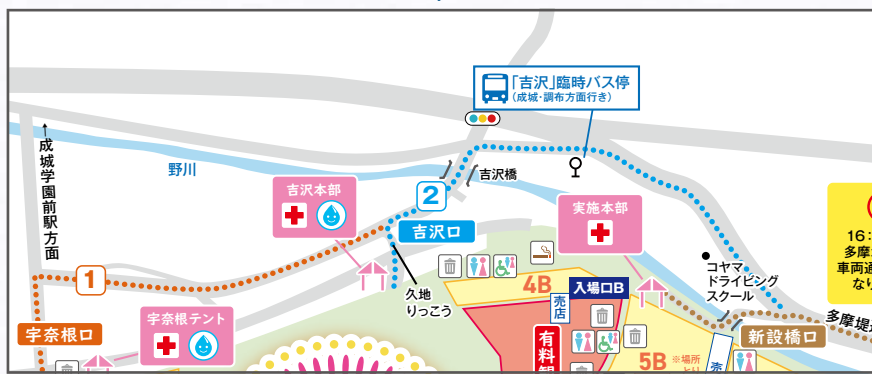 「吉沢」臨時バス停
(成城・調布方面行き)
←成城学園前駅方面
野川
吉沢橋
吉沢本部
2
吉沢口
実施本部
1
久地
りっこう
4B
入場口B
売店
コヤマ
ドライビング
スクール
16:
多摩
車両通
なり
宇奈根口
宇奈根テント
有料
5B
※場所
新設橋口
多摩堤